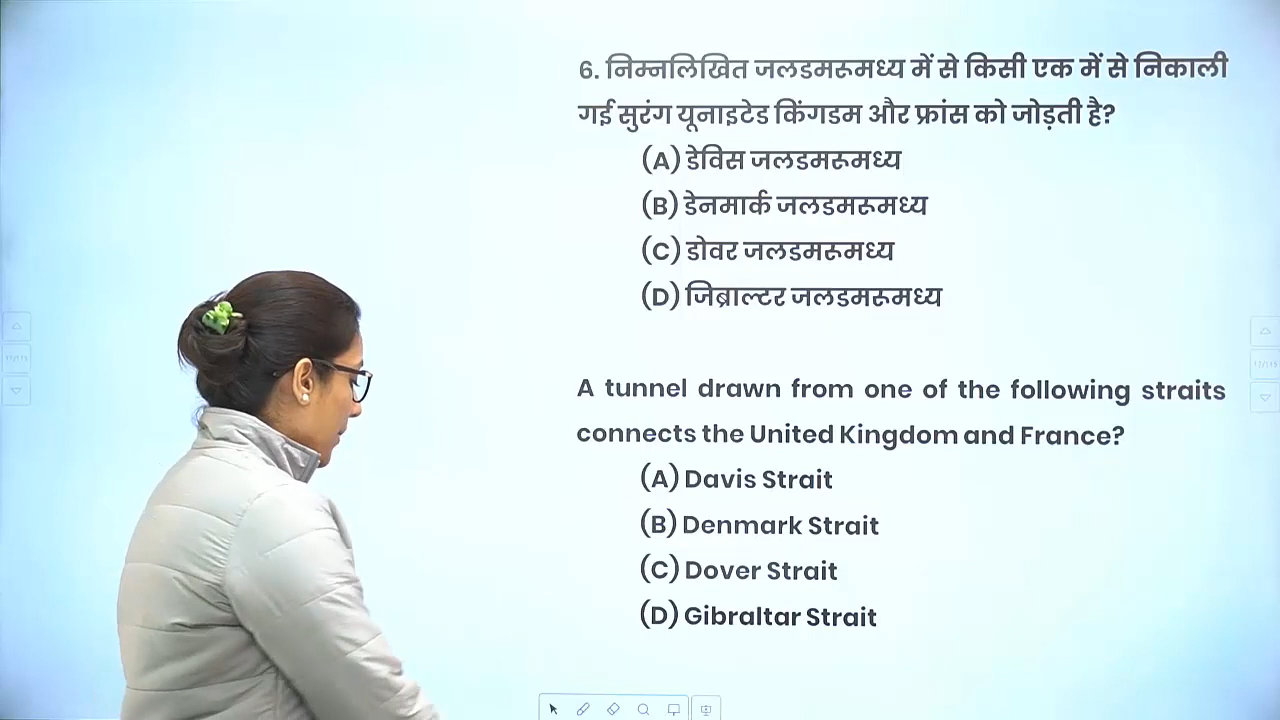 6. निम्नलिखित जलडमरूमध्य में से किसी एक में से निकाली
गई सुरंग यूनाइटेड किंगडम और फ्रांस को जोड़ती है?
(A) डेविस जलडमरूमध्य
(B) डेनमार्क जलडमरूमध्य
(C) डोवर जलडमरूमध्य
(D) जिब्राल्टर जलडमरूमध्य
A tunnel drawn from one of the following straits
connects the United Kingdom and France?
(A) Davis Strait
(B) Denmark Strait
(C) Dover Strait
(D) Gibraltar Strait